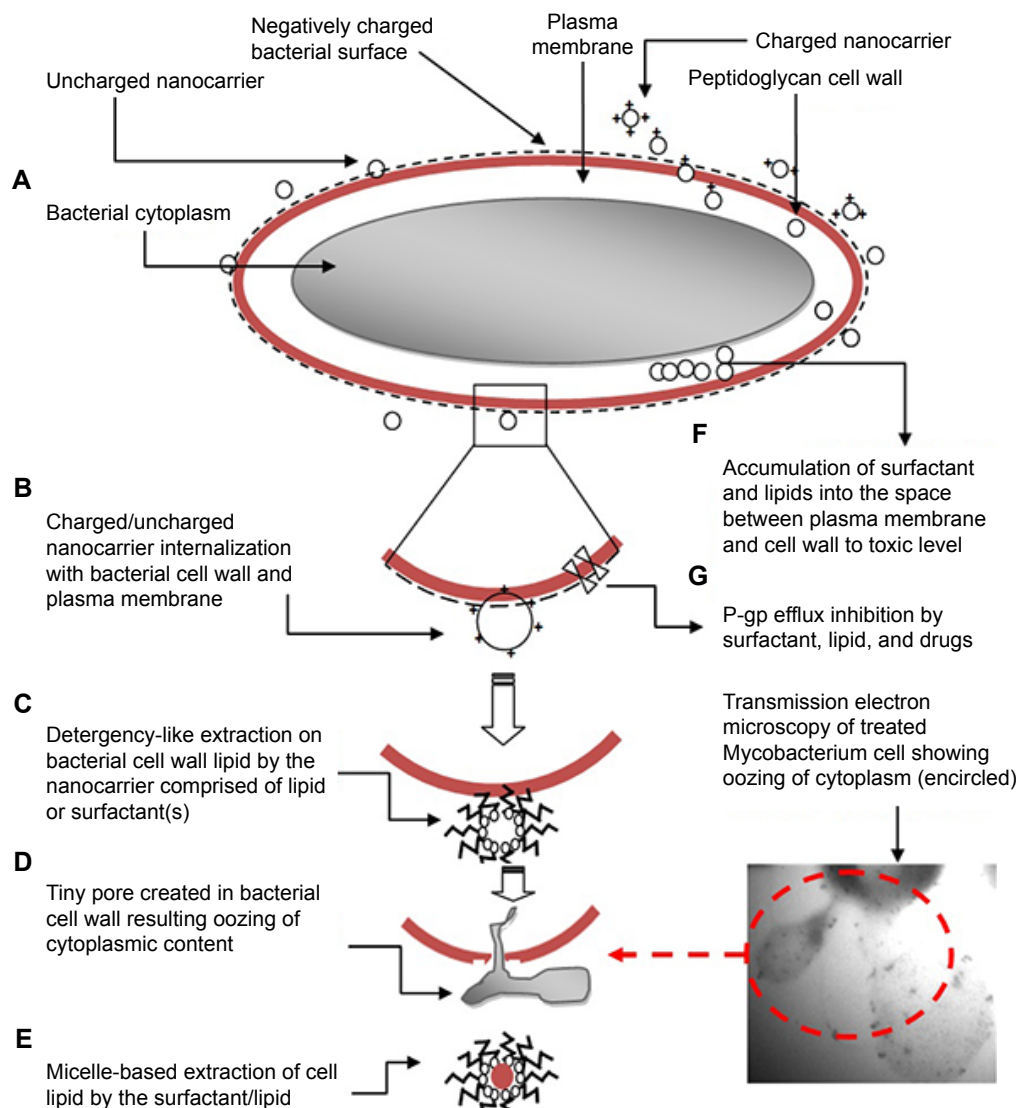 Negatively charged
bacterial surface
Plasma
membrane
Charged nanocarrier
Uncharged nanocarrier
Peptidoglycan cell wall
A
Bacterial cytoplasm
F
Accumulation of surfactant
and lipids into the space
between plasma membrane
and cell wall to toxic level
B
Charged/uncharged
nanocarrier internalization
with bacterial cell wall and
plasma membrane
G
P-gp efflux inhibition by
surfactant, lipid, and drugs
C
Detergency-like extraction on
bacterial cell wall lipid by the
nanocarrier comprised of lipid
or surfactant(s)
Transmission electron
microscopy of treated
Mycobacterium cell showing
oozing of cytoplasm (encircled)
D
Tiny pore created in bacterial
cell wall resulting oozing of
cytoplasmic content
E
Micelle-based extraction of cell
lipid by the surfactant/lipid